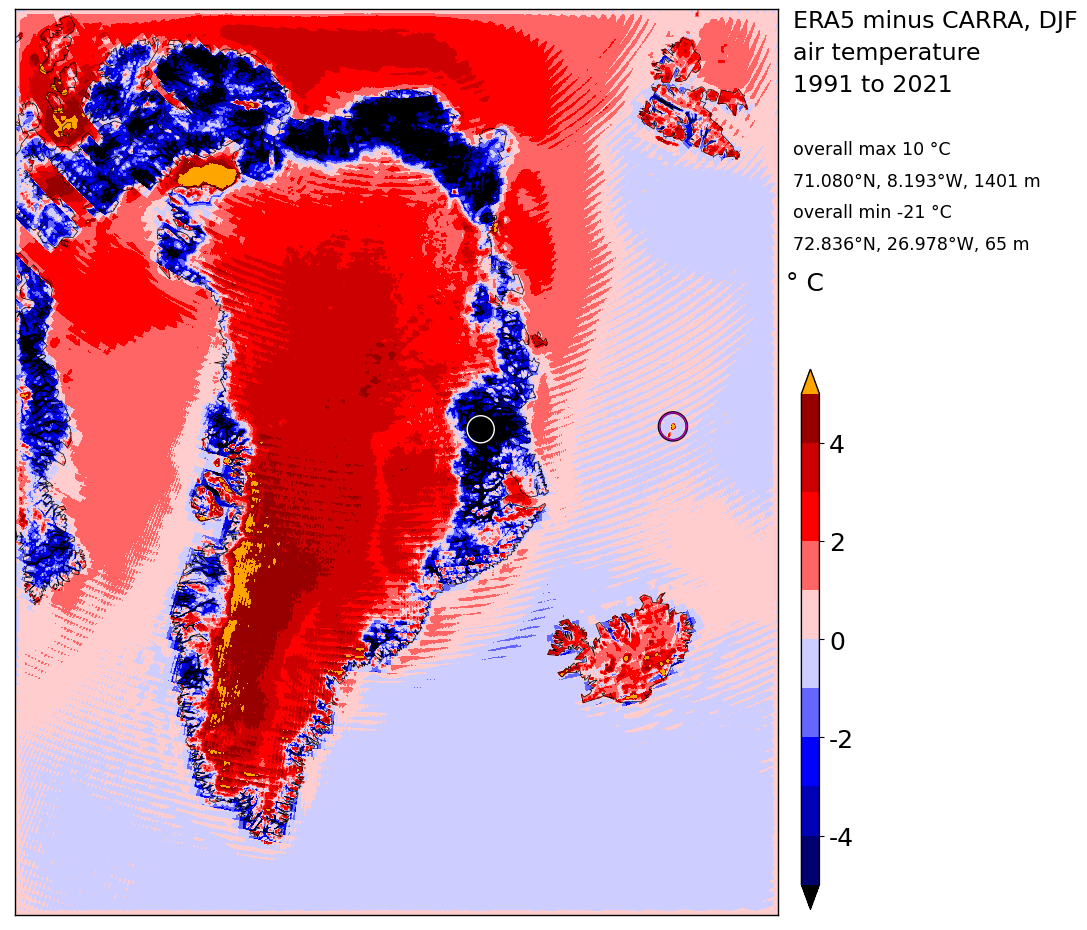 ERA5 minus CARRA, DJF
air temperature
1991 to 2021
overall max 10 °C
71.080°N, 8.193°W, 1401 m
overall min -21 °C
72.836°N, 26.978°W, 65 m
° C
4
2
0
-2
-4